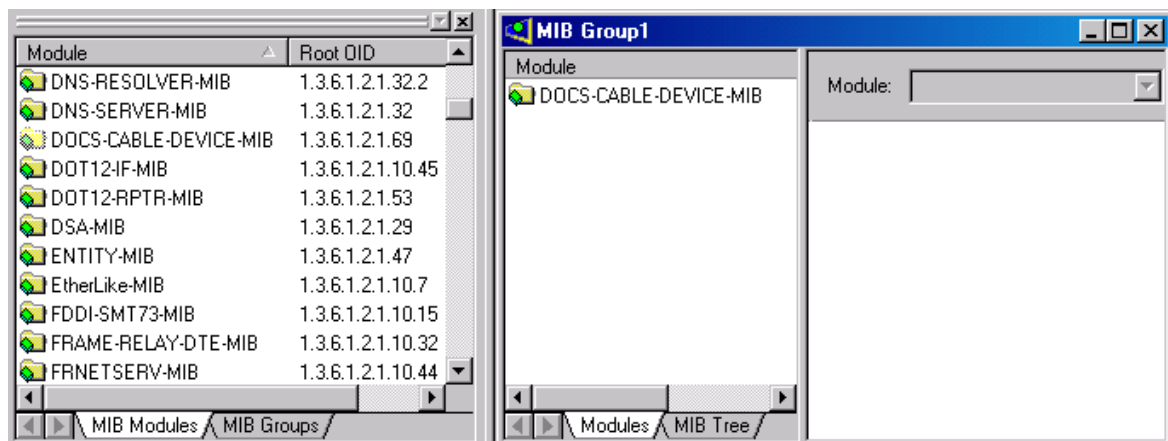 Module Root OID
DNS-RESOLVER-MIB 1.3.6.1.2.1.32.2
DNS-SERVER-MIB 1.3.6.1.2.1.32
DOCS-CABLE-DEVICE-MIB 1.3.6.1.2.1.69
DOT12-IF-MIB 1.3.6.1.2.1.10.45
DOT12-RPTR-MIB 1.3.6.1.2.1.53
DSA-MIB 1.3.6.1.2.1.29
ENTITY-MIB 1.3.6.1.2.1.47
EtherLike-MIB 1.3.6.1.2.1.10.7
FDDI-SMT73-MIB 1.3.6.1.2.1.10.15
FRAME-RELAY-DTE-MIB 1.3.6.1.2.1.10.32
FRNETSERV-MIB 1.3.6.1.2.1.10.44
MIB Modules MIB Groups
MIB Group1
Module
DOCS-CABLE-DEVICE-MIB
Modules MIB Tree
Module: